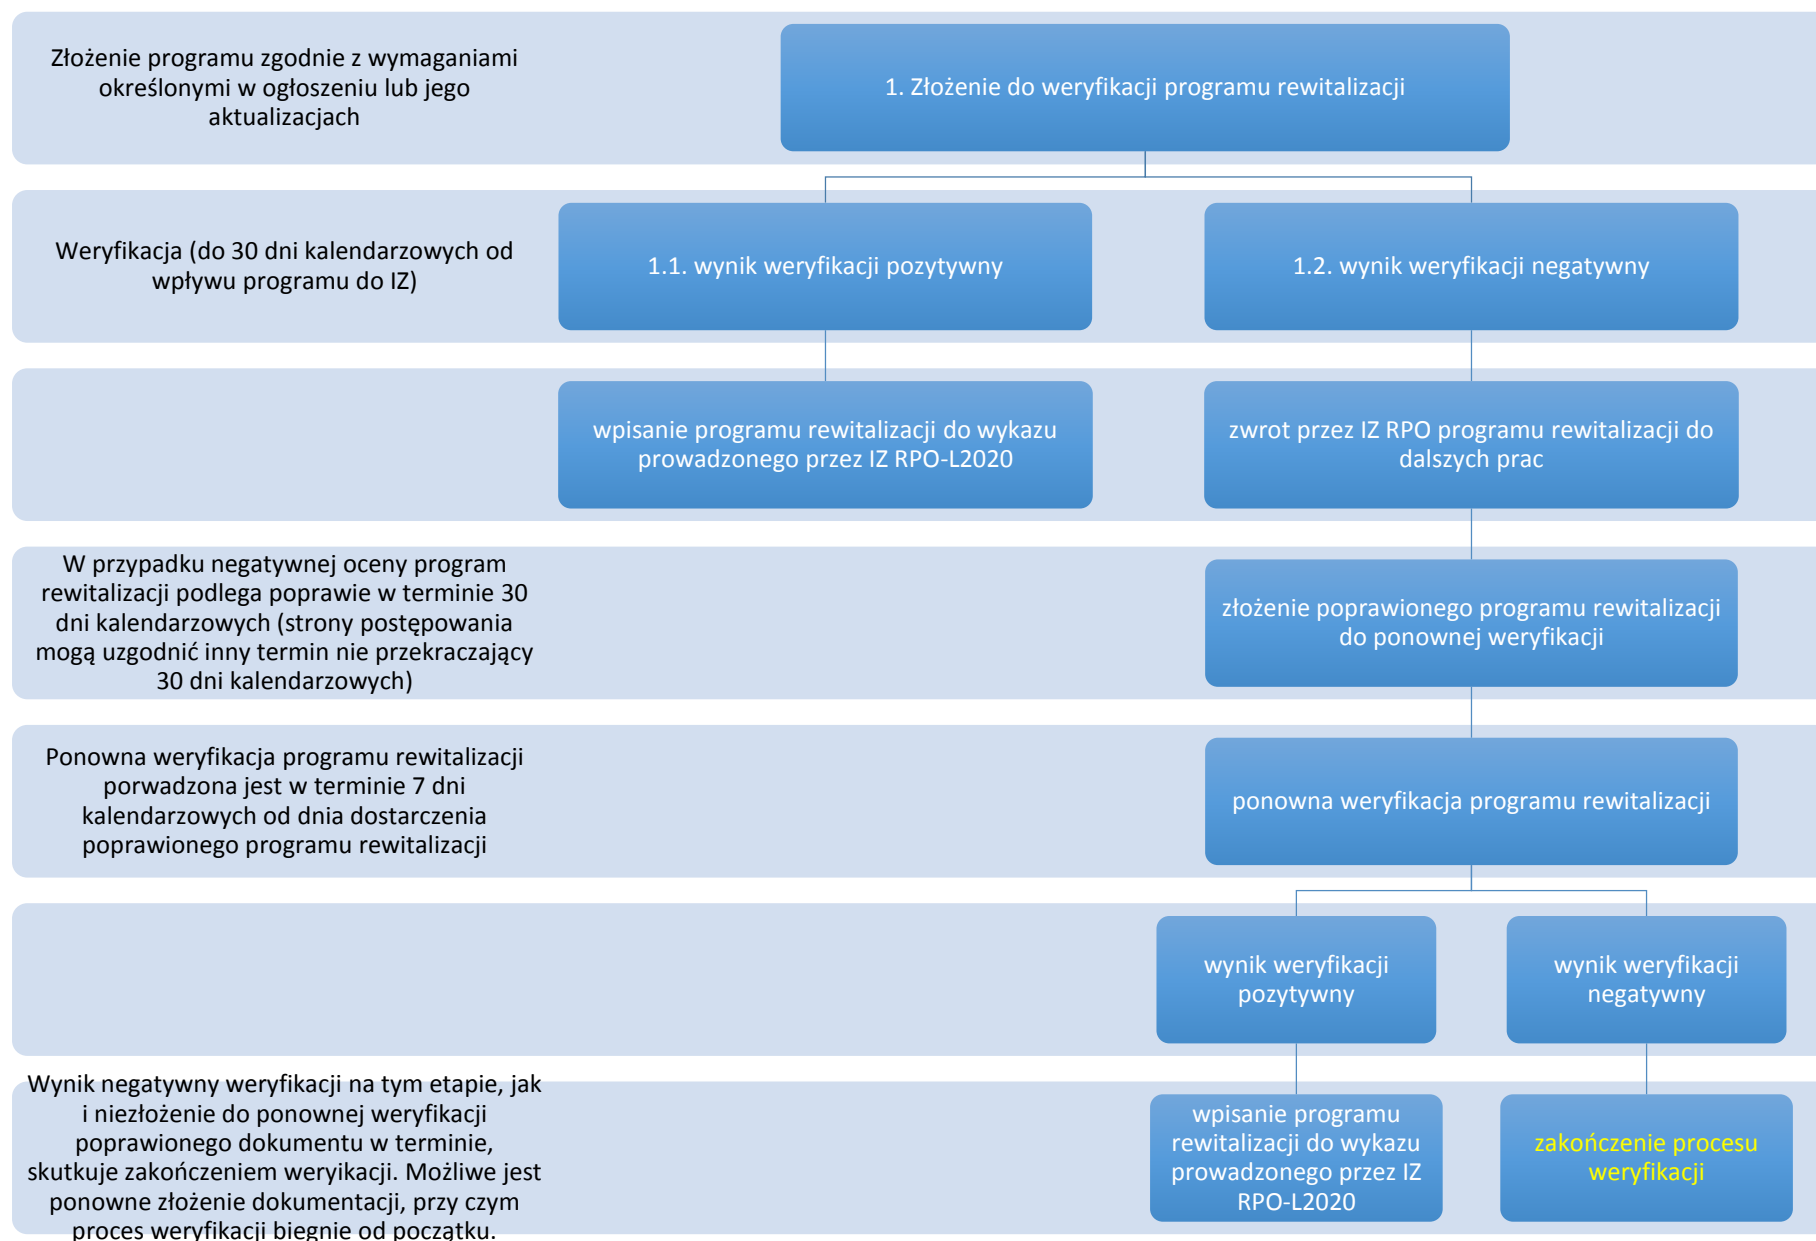 Złożenie programu zgodnie z wymaganiami
określonymi w ogłoszeniu lub jego
aktualizacjach
1. Złożenie do weryfikacji programu rewitalizacji
Weryfikacja (do 30 dni kalendarzowych od
wpływu programu do IZ)
1.1. wynik weryfikacji pozytywny
1.2. wynik weryfikacji negatywny
wpisanie programu rewitalizacji do wykazu
prowadzonego przez IZ RPO-L2020
zwrot przez IZ RPO programu rewitalizacji do
dalszych prac
W przypadku negatywnej oceny program
rewitalizacji podlega poprawie w terminie 30
dni kalendarzowych (strony postępowania
mogą uzgodnić inny termin nie przekraczający
30 dni kalendarzowych)
złożenie poprawionego programu rewitalizacji
do ponownej weryfikacji
Ponowna weryfikacja programu rewitalizacji
porwadzona jest w terminie 7 dni
kalendarzowych od dnia dostarczenia
poprawionego programu rewitalizacji
ponowna weryfikacja programu rewitalizacji
wynik weryfikacji
pozytywny
wynik weryfikacji
negatywny
Wynik negatywny weryfikacji na tym etapie, jak
i niezłożenie do ponownej weryfikacji
poprawionego dokumentu w terminie,
skutkuje zakończeniem weryikacji. Możliwe jest
ponowne złożenie dokumentacji, przy czym
proces weryfikacji biegnie od początku.
wpisanie programu
rewitalizacji do wykazu
prowadzonego przez IZ
RPO-L2020
zakończenie procesu
weryfikacji